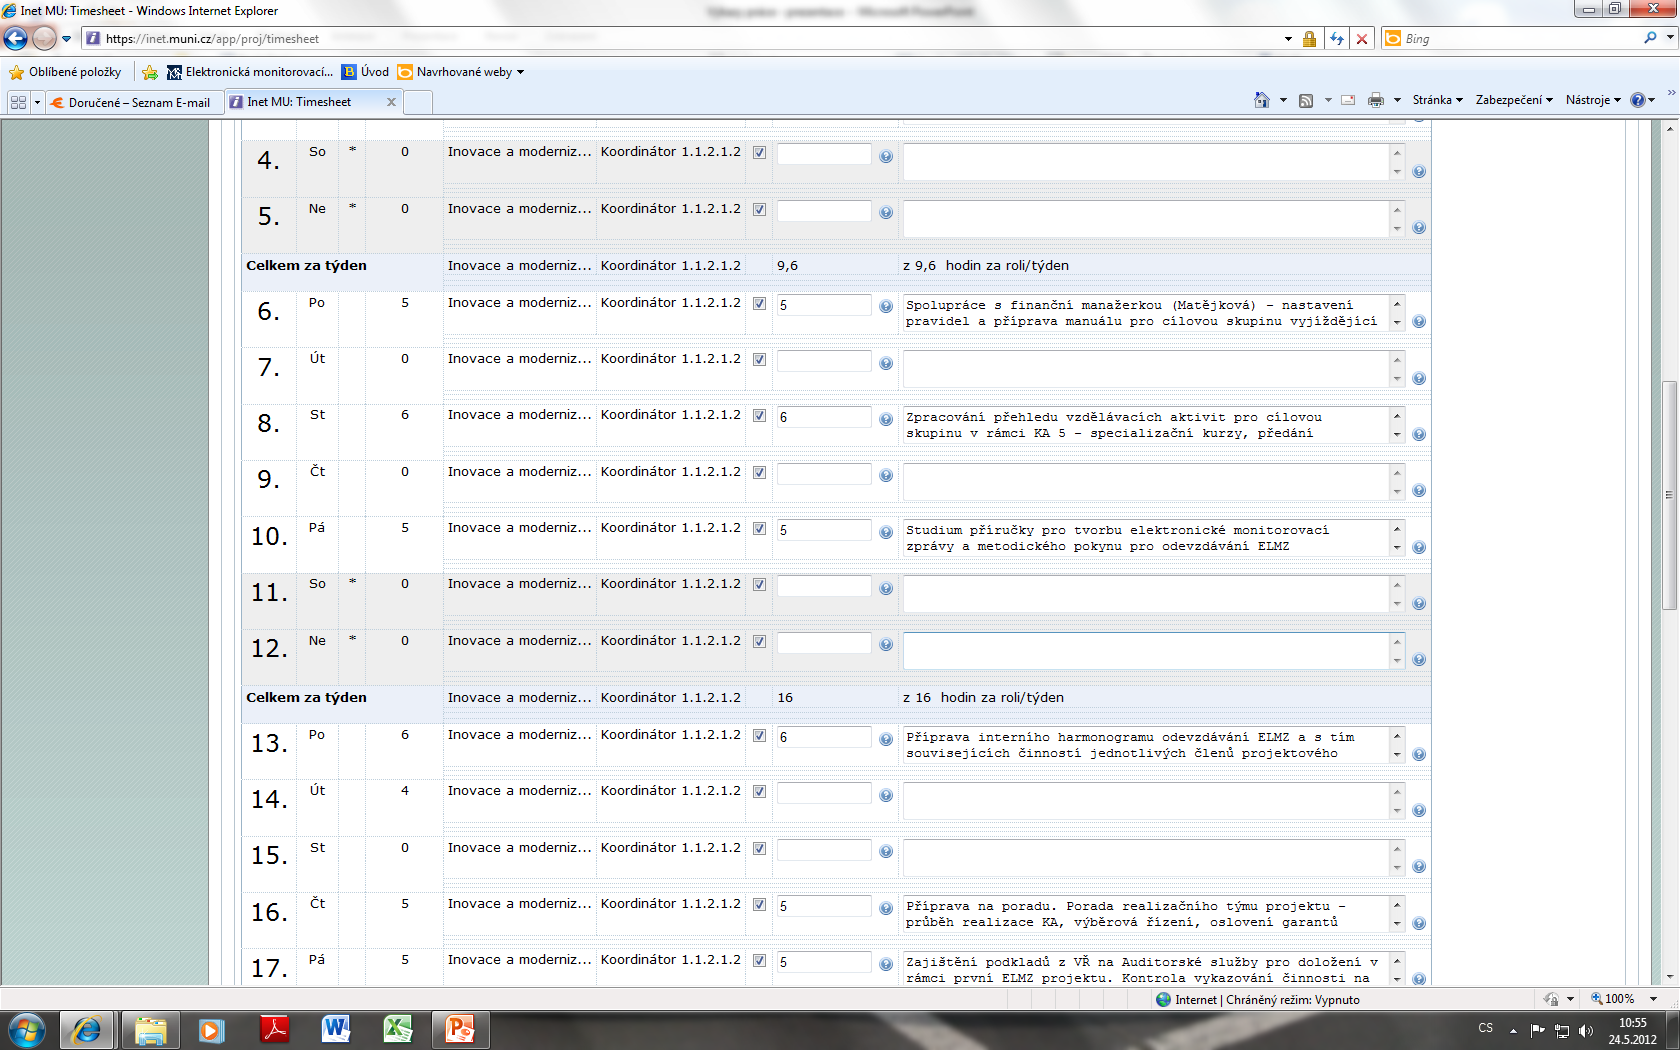 Inet MU: Timesheet - Windows Internet Explorer
https://inet.muni.cz/app/proj/timesheet
Bing
Oblíbené položky
Elektronická monitorovací...
Úvod
Navrhované weby
Doručené – Seznam E-mail
Inet MU: Timesheet
Stránka
Zabezpečení
Nástroje
4. So * 0 Inovace a moderniz... Koordinátor 1.1.2.1.2
5. Ne * 0 Inovace a moderniz... Koordinátor 1.1.2.1.2
Celkem za týden Inovace a moderniz... Koordinátor 1.1.2.1.2 9,6 z 9,6 hodin za roli/týden
6. Po 5 Inovace a moderniz... Koordinátor 1.1.2.1.2 5 Spolupráce s finanční manažerkou (Matějková) – nastavení
pravidel a příprava manuálu pro cílovou skupinu vyjíždějící
7. Út 0 Inovace a moderniz... Koordinátor 1.1.2.1.2
8. St 6 Inovace a moderniz... Koordinátor 1.1.2.1.2 6 Zpracování přehledu vzdělávacích aktivit pro cílovou
skupinu v rámci KA 5 – specializační kurzy, předání
9. Čt 0 Inovace a moderniz... Koordinátor 1.1.2.1.2
10. Pá 5 Inovace a moderniz... Koordinátor 1.1.2.1.2 5 Studium příručky pro tvorbu elektronické monitorovací
zprávy a metodického pokynu pro odevzdávání ELMZ
11. So * 0 Inovace a moderniz... Koordinátor 1.1.2.1.2
12. Ne * 0 Inovace a moderniz... Koordinátor 1.1.2.1.2
Celkem za týden Inovace a moderniz... Koordinátor 1.1.2.1.2 16 z 16 hodin za roli/týden
13. Po 6 Inovace a moderniz... Koordinátor 1.1.2.1.2 6 Příprava interního harmonogramu odevzdávání ELMZ a s tím
souvisejících činností jednotlivých členů projektového
14. Út 4 Inovace a moderniz... Koordinátor 1.1.2.1.2
15. St 0 Inovace a moderniz... Koordinátor 1.1.2.1.2
16. Čt 5 Inovace a moderniz... Koordinátor 1.1.2.1.2 5 Příprava na poradu. Porada realizačního týmu projektu –
průběh realizace KA, výběrová řízení, oslovení garantů
17. Pá 5 Inovace a moderniz... Koordinátor 1.1.2.1.2 5 Zajištění podkladů z VŘ na Auditorské služby pro doložení v
rámci první ELMZ projektu. Kontrola vykazování činnosti na
Internet | Chráněný režim: Vypnuto
100%
CS
10:55
24.5.2012